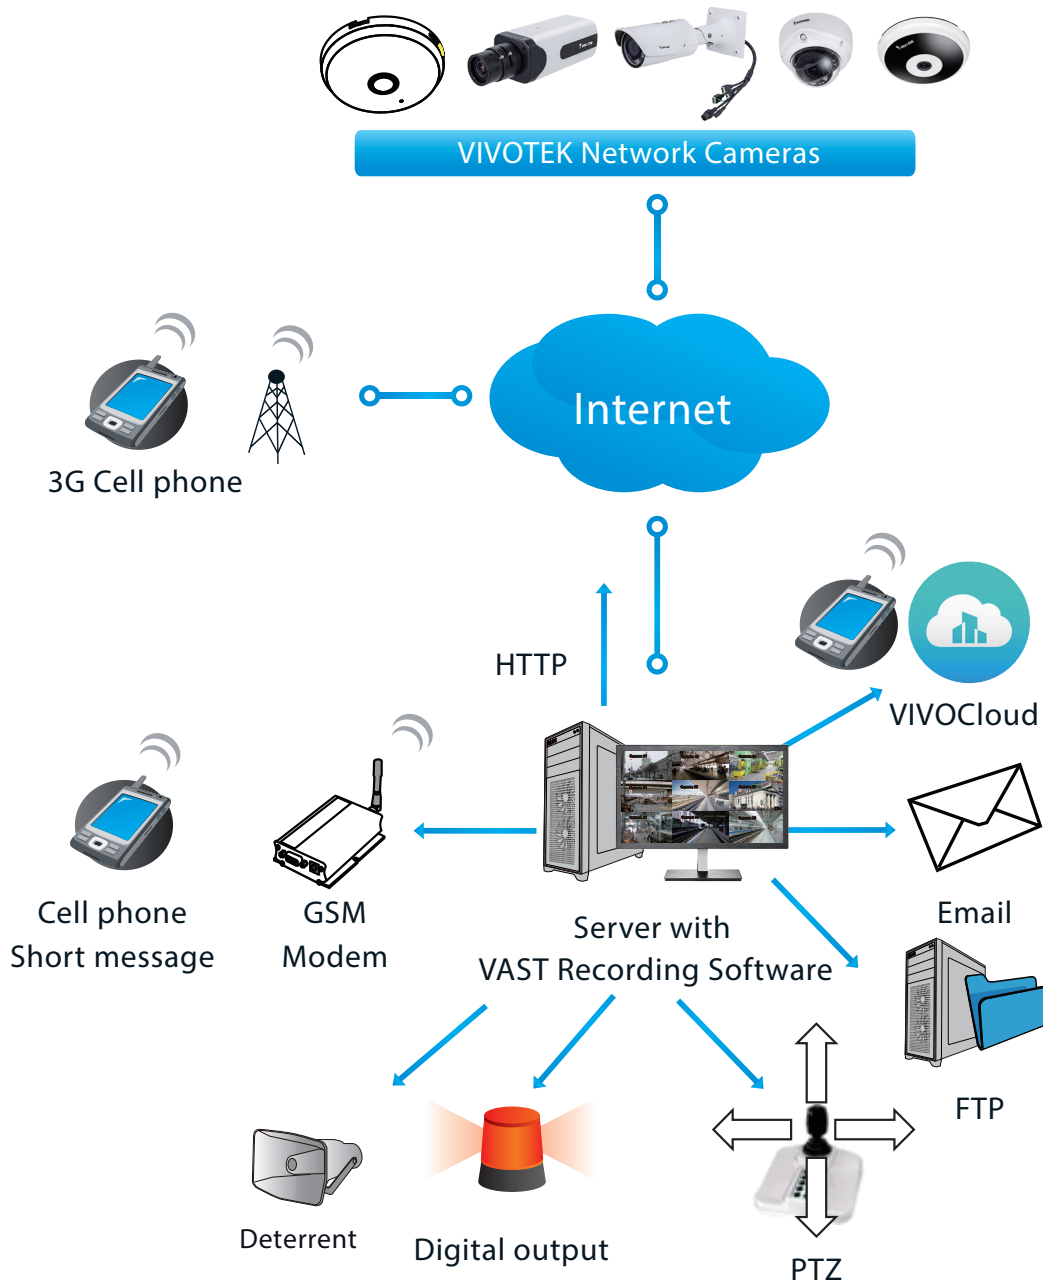 VIVOTEK Network Cameras
Internet
3G Cell phone
HTTP
VIVOCloud
Cell phone
Short message
GSM
Modem
Server with
VAST Recording Software
Email
FTP
Deterrent
Digital output
PTZ